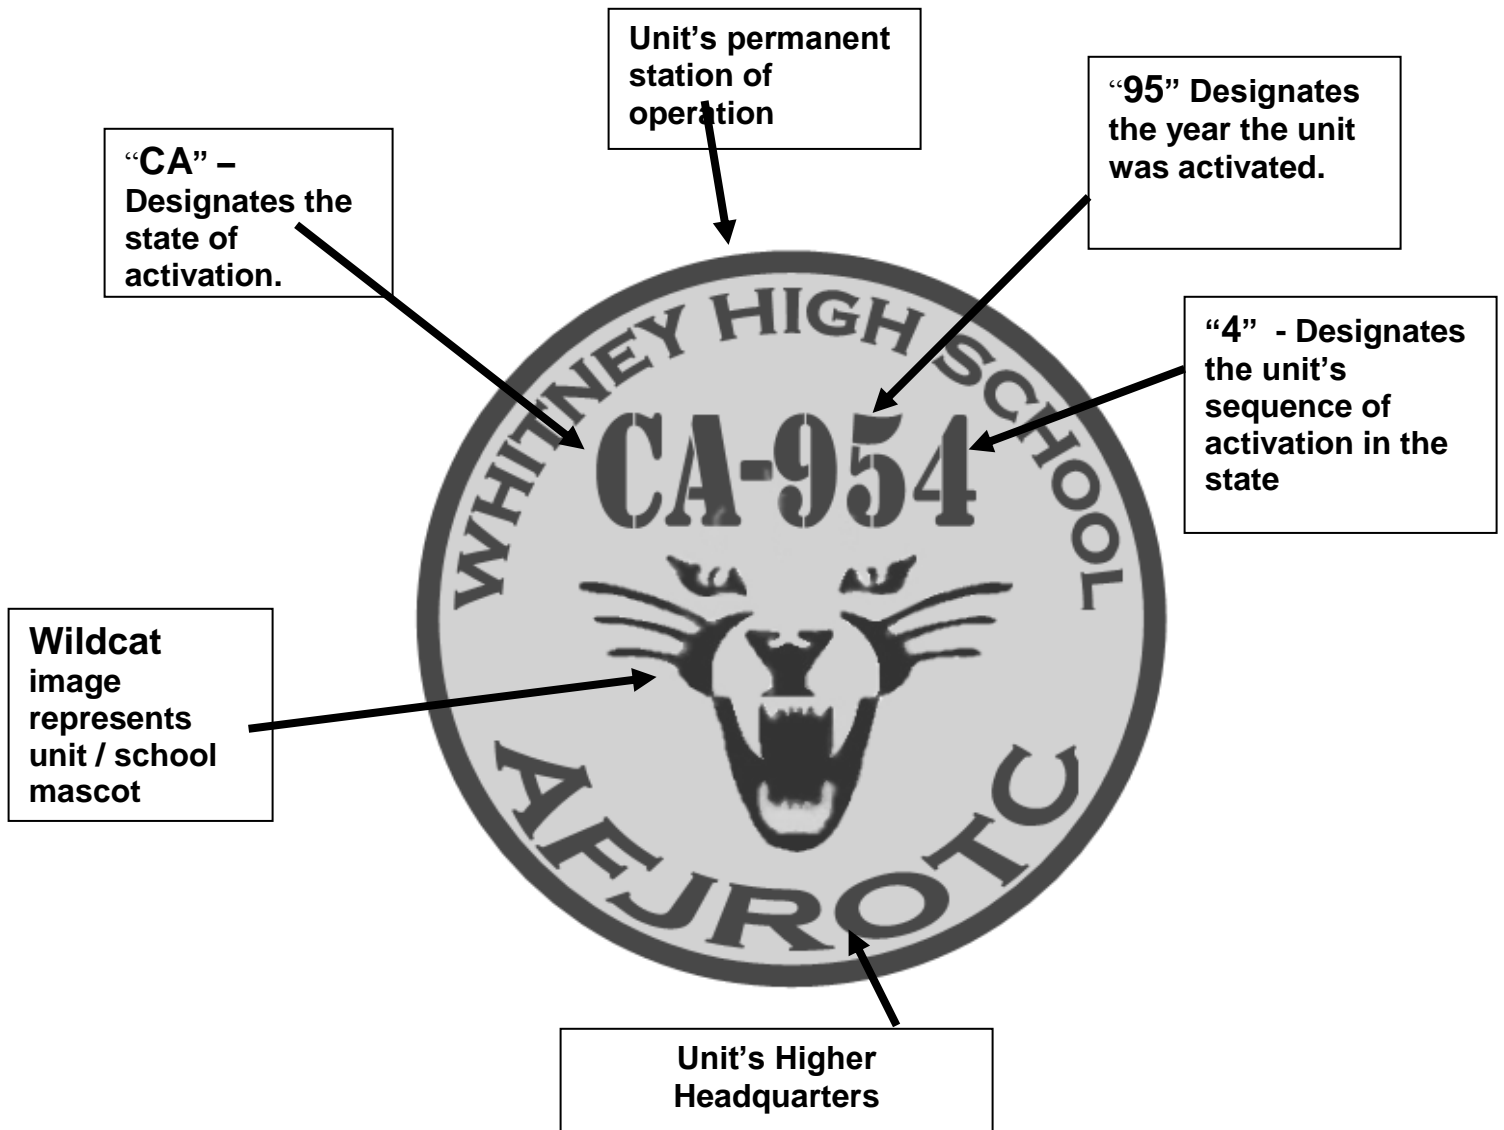 Unit’s permanent
station of
operation
“95” Designates
the year the unit
was activated.
“CA” –
Designates the
state of
activation.
“4”  - Designates
the unit’s
sequence of
activation in the
state
WHITNEY HIGH SCHOOL
CA-954
Wildcat
image
represents
unit / school
mascot
AFJROTC
Unit’s Higher
Headquarters